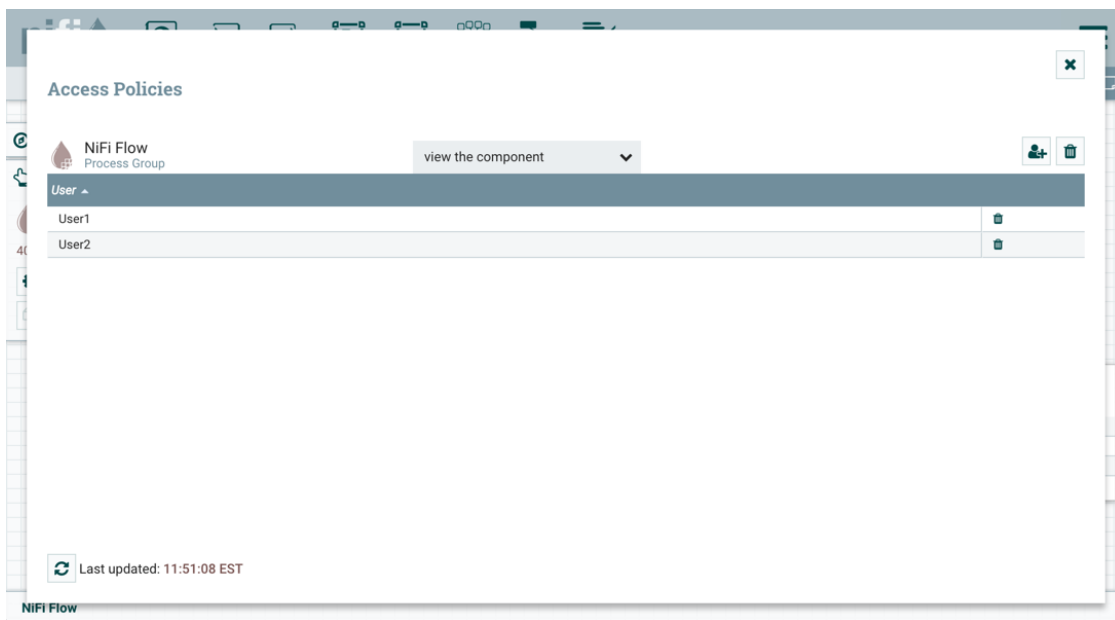 Access Policies
NiFi Flow
Process Group
view the component
User
User1
User2
Last updated: 11:51:08 EST
NiFi Flow